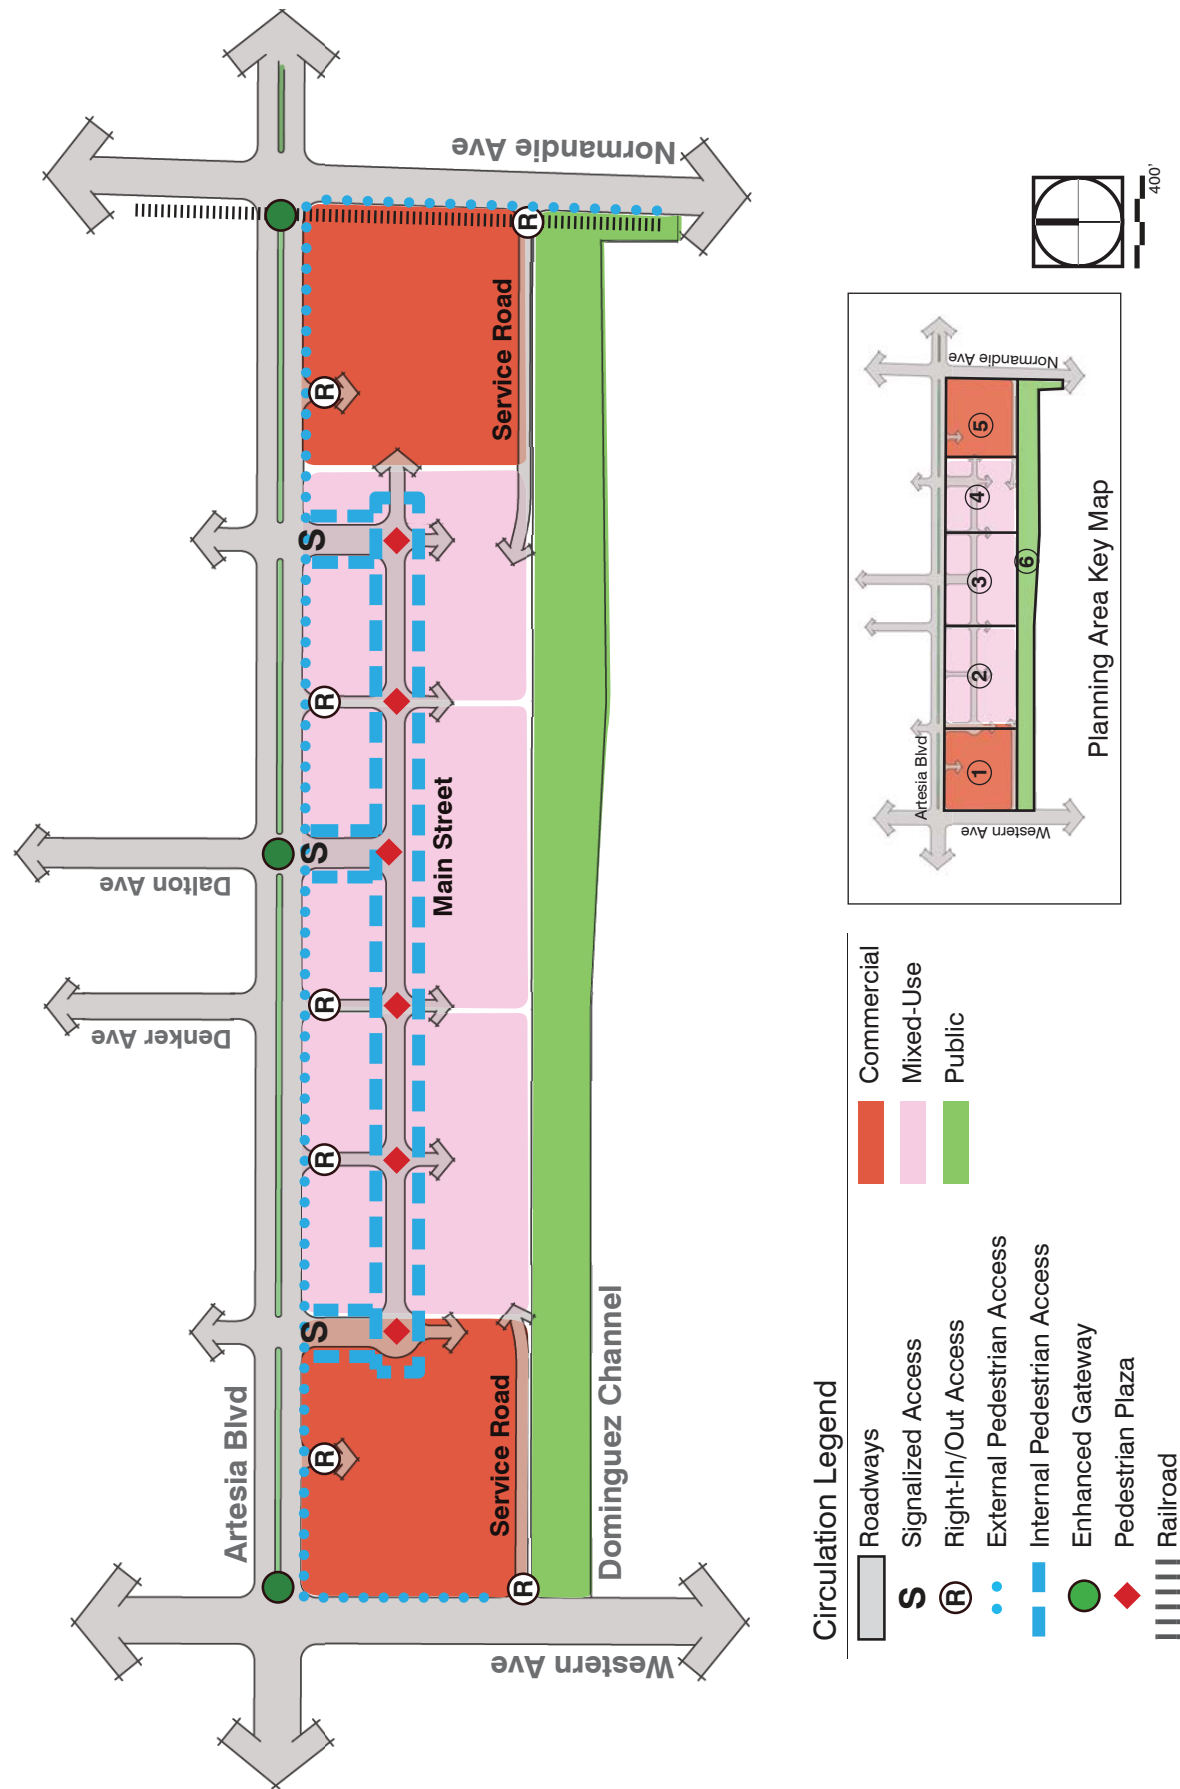 Artesia Blvd
Western Ave
Denker Ave
Dalton Ave
Normandie Ave
S
S
S
R
R
R
R
R
R
R
R
Main Street
Service Road
Service Road
Dominguez Channel
Circulation Legend
Roadways
S Signalized Access
R Right-In/Out Access
External Pedestrian Access
Internal Pedestrian Access
Enhanced Gateway
Pedestrian Plaza
Railroad
Commercial
Mixed-Use
Public
Artesia Blvd
Western Ave
Normandie Ave
1
2
3
4
5
6
Planning Area Key Map
400'